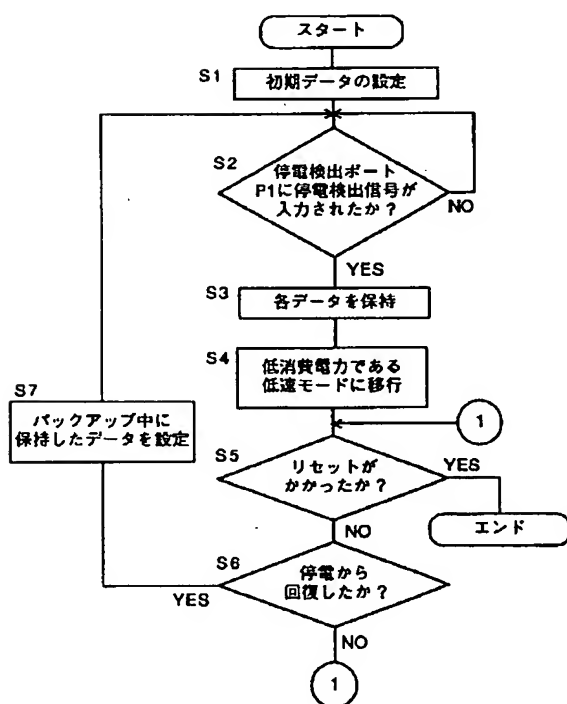 スタート
S1
初期データの設定
S2
停電検出ポート
P1に停電検出信号が
入力されたか?
NO
YES
S3
各データを保持
S4
低消費電力である
低速モードに移行
S7
バックアップ中に
保持したデータを設定
1
S5
リセットが
かかったか?
YES
エンド
NO
S6
停電から
回復したか?
YES
NO
1